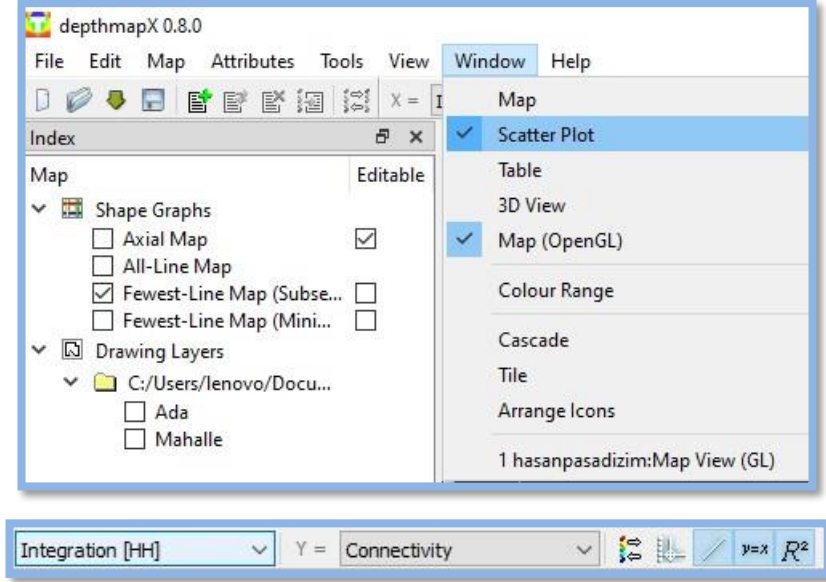 depthmapX 0.8.0
File Edit Map Attributes Tools View Window Help
X = I
Map
Index
Scatter Plot
Map Editable
Table
Shape Graphs
3D View
Axial Map
Map (OpenGL)
All-Line Map
Fewest-Line Map (Subse...
Colour Range
Fewest-Line Map (Mini...
Drawing Layers
Cascade
C:/Users/lenovo/Docu...
Tile
Ada
Arrange Icons
Mahalle
1 hasanpasadizim:Map View (GL)
Integration [HH] Y = Connectivity y=x R²